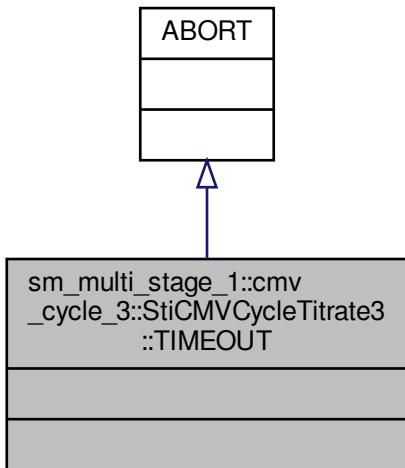 ABORT
sm_multi_stage_1::cmv
_cycle_3::StiCMVCycleTitrate3
::TIMEOUT